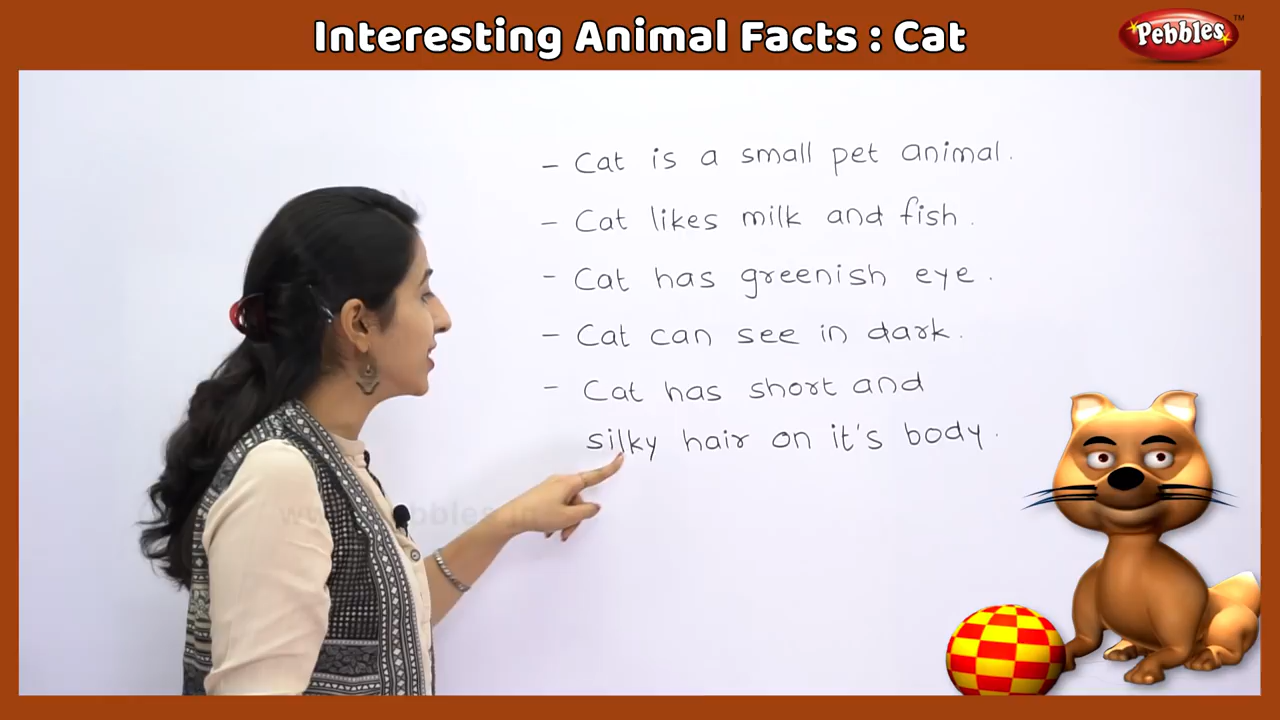 Interesting Animal Facts : Cat
Pebbles TM
- Cat is a small pet animal.
- Cat likes milk and fish.
- Cat has greenish eye.
- Cat can see in dark.
- Cat has short and
silky hair on it's body.